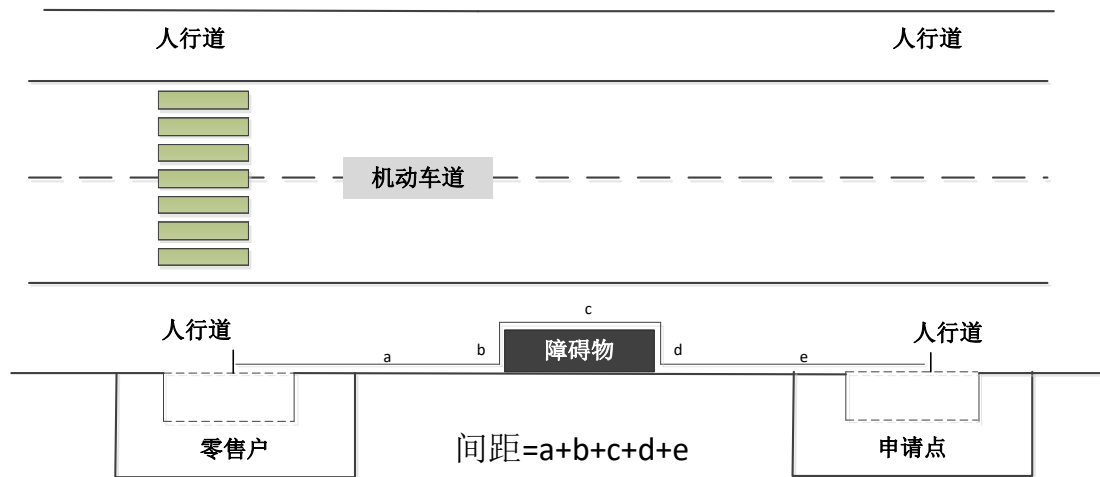 人行道 人行道
机动车道
c
人行道 人行道
障碍物
a b d e
零售户 申请点
间距=a+b+c+d+e